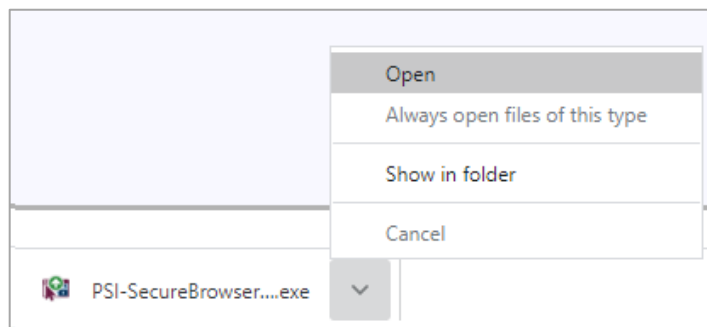 Open
Always open files of this type
Show in folder
Cancel
PSI-SecureBrowser....exe